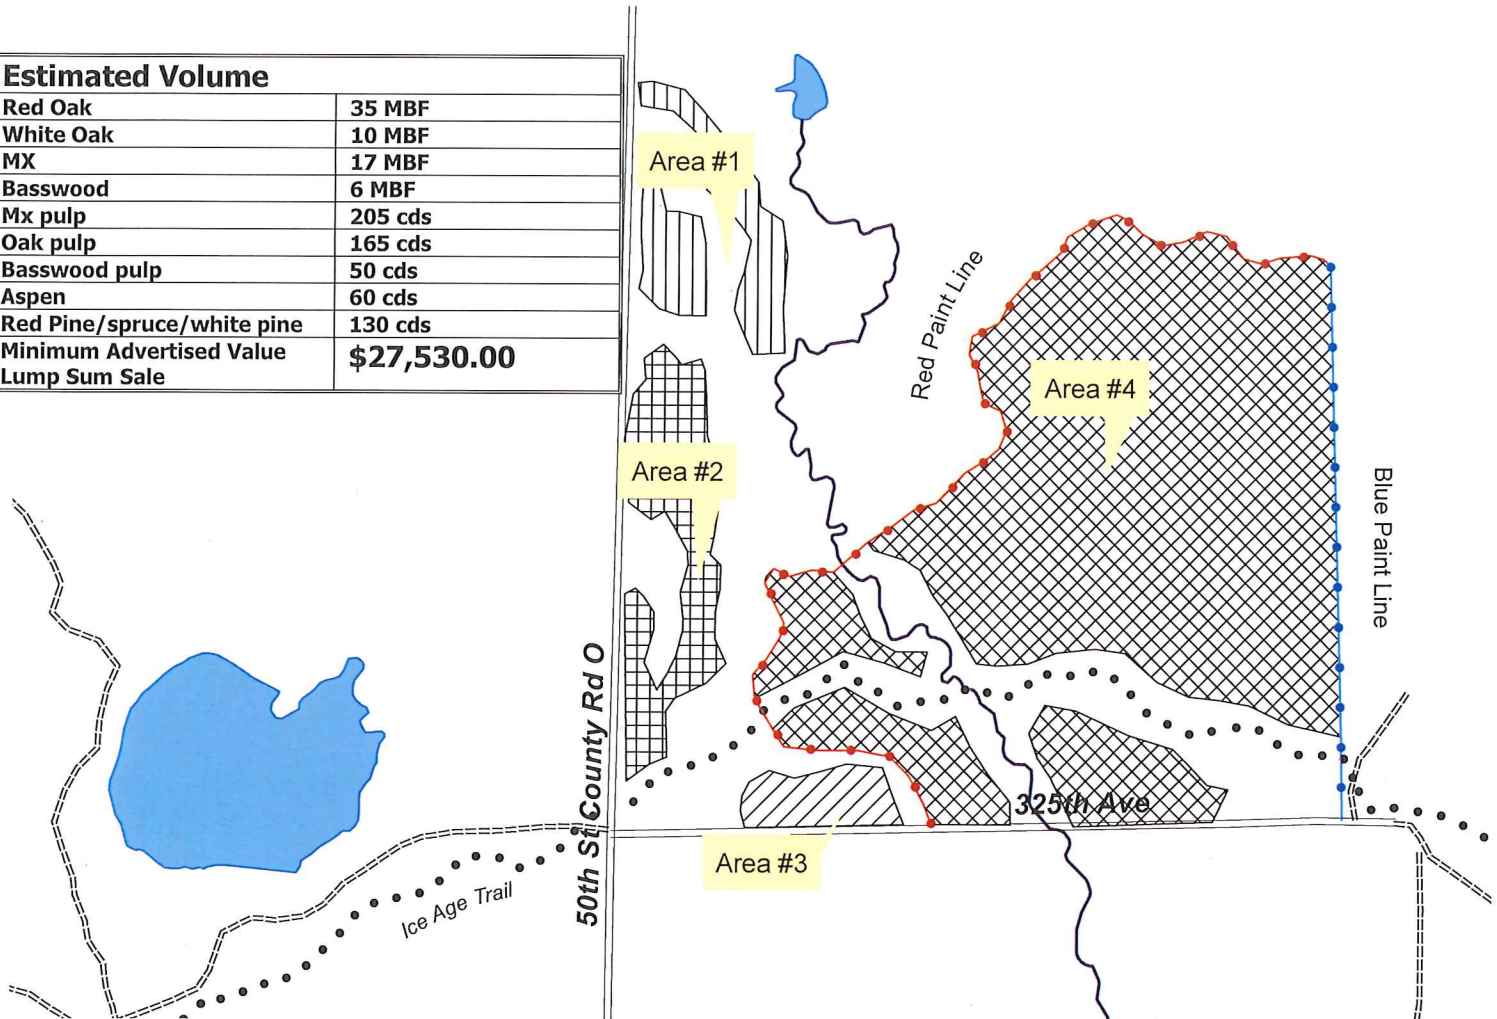 Estimated Volume
Red Oak 35 MBF
White Oak 10 MBF
MX 17 MBF
Basswood 6 MBF
Mx pulp 205 cds
Oak pulp 165 cds
Basswood pulp 50 cds
Aspen 60 cds
Red Pine/spruce/white pine 130 cds
Minimum Advertised Value $27,530.00
Lump Sum Sale
Area #1
Red Paint Line
Area #4
Area #2
Blue Paint Line
50th St County Rd O
325th Ave
Area #3
Ice Age Trail